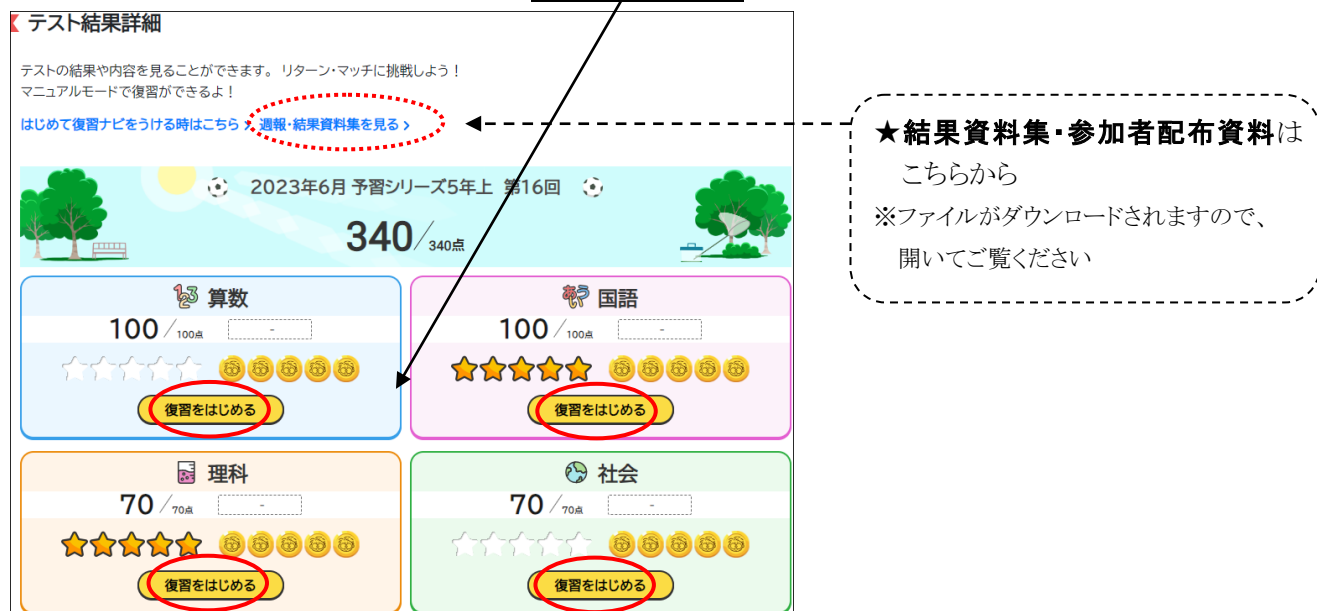 テスト結果詳細
テストの結果や内容を見ることができます。 リターン・マッチに挑戦しよう！
マニュアルモードで復習ができるよ！
はじめて復習ナビをうける時はこちら > 週報・結果資料集を見る >
★結果資料集・参加者配布資料は
こちらから
※ファイルがダウンロードされますので、
開いてご覧ください
2023年6月 予習シリーズ5年上 第16回
340/340点
算数
100/100点 -
復習をはじめる
国語
100/100点 -
復習をはじめる
理科
70/70点 -
復習をはじめる
社会
70/70点 -
復習をはじめる